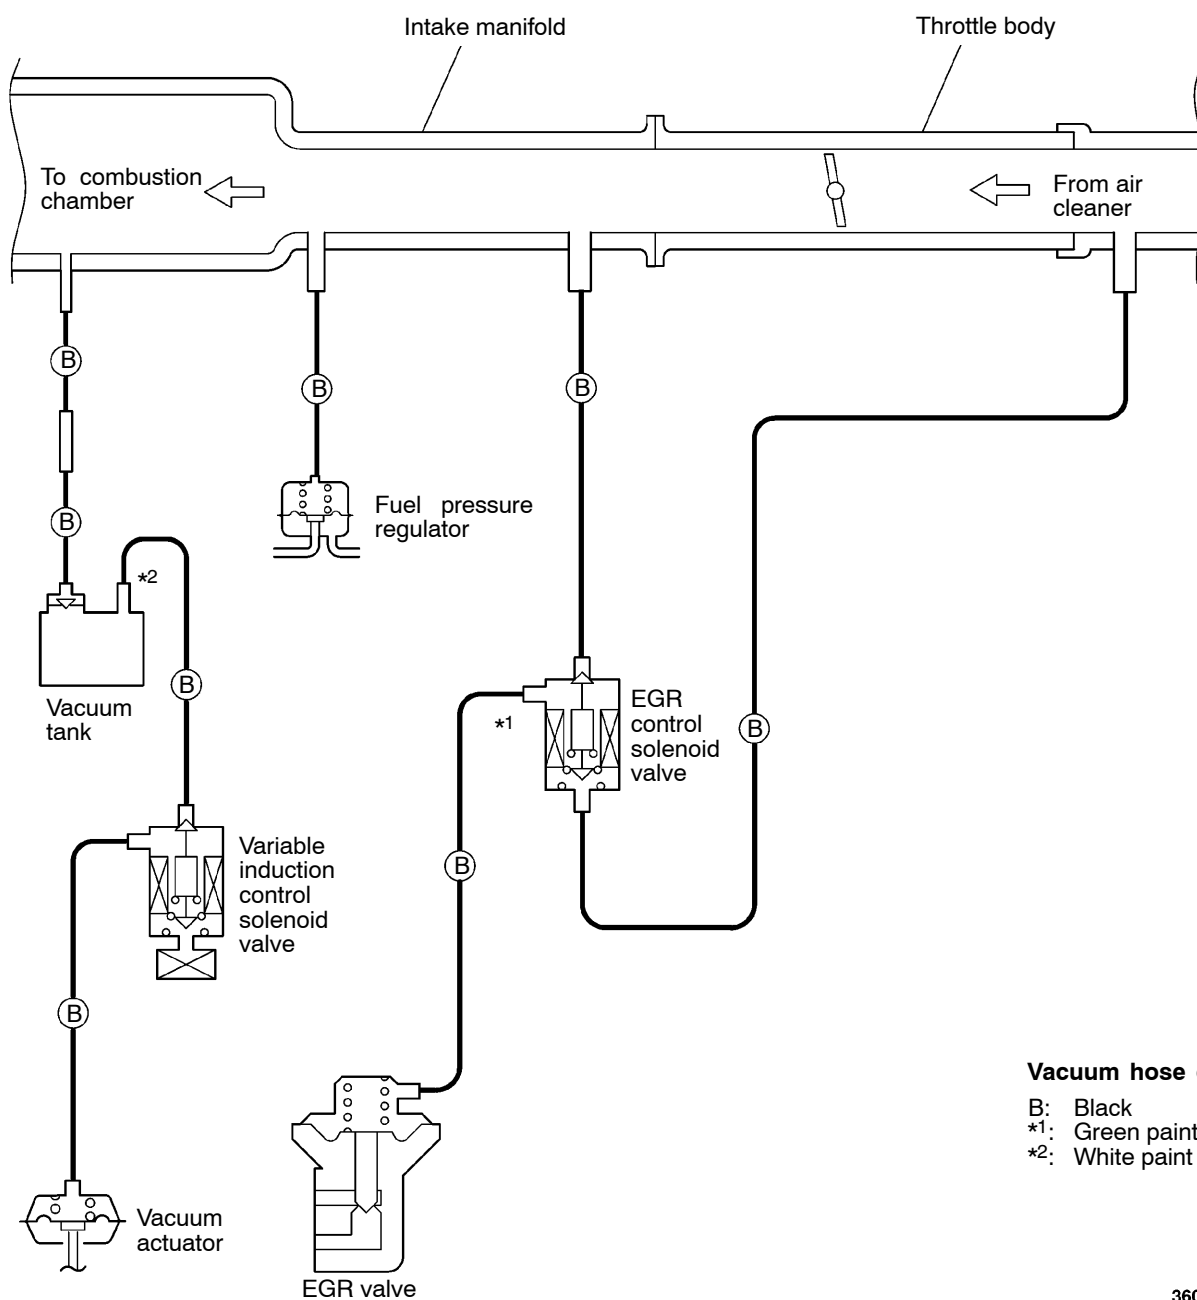 Intake manifold
Throttle body
To combustion
chamber
From air
cleaner
B
B
B
B
Fuel pressure
regulator
*2
B
Vacuum
tank
*1
EGR
control
solenoid
valve
B
Variable
induction
control
solenoid
valve
B
B
Vacuum hose
B: Black
*1: Green paint
*2: White paint
Vacuum
actuator
EGR valve
360